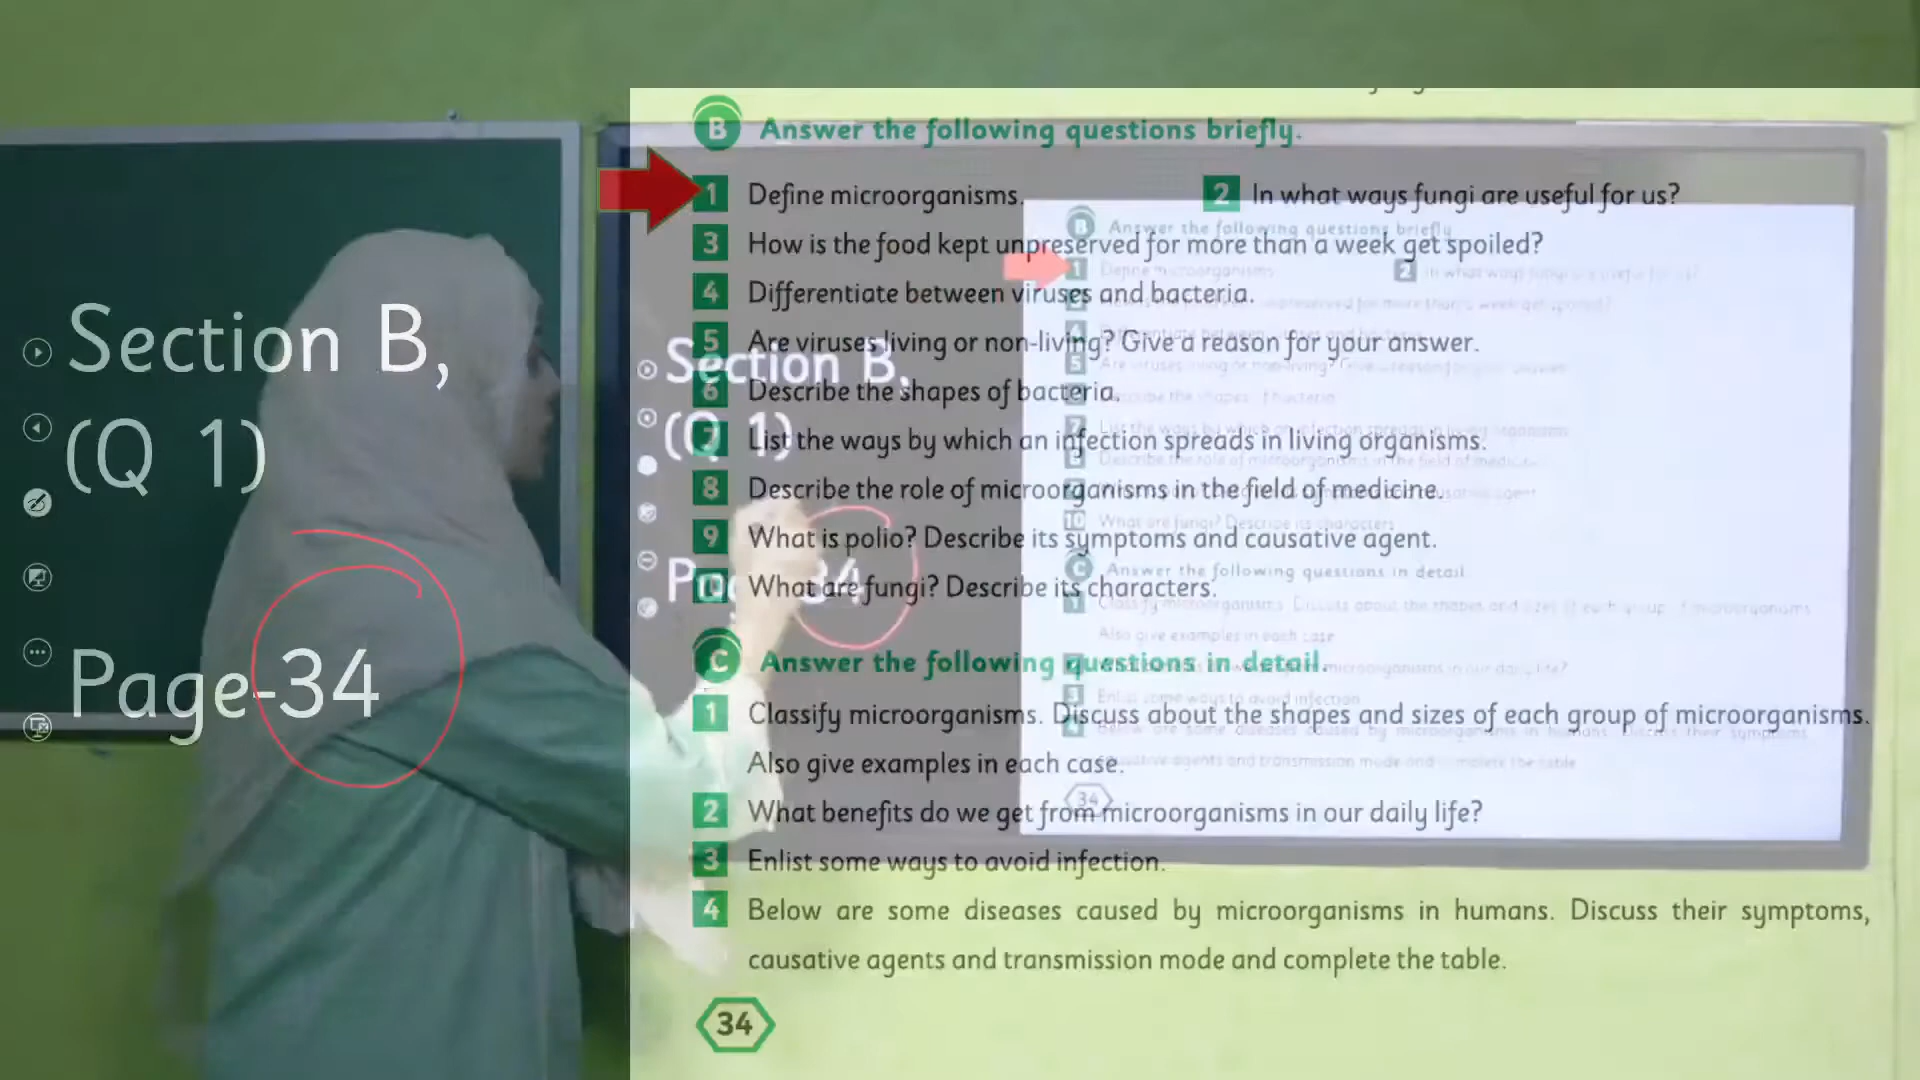 Section B,
(Q 1)
Page-34
B Answer the following questions briefly.
1 Define microorganisms.
2 In what ways fungi are useful for us?
3 How is the food kept unpreserved for more than a week get spoiled?
4 Differentiate between viruses and bacteria.
5 Are viruses living or non-living? Give a reason for your answer.
6 Describe the shapes of bacteria.
7 List the ways by which an infection spreads in living organisms.
8 Describe the role of microorganisms in the field of medicine.
9 What is polio? Describe its symptoms and causative agent.
10 What are fungi? Describe its characters.
C Answer the following questions in detail.
1 Classify microorganisms. Discuss about the shapes and sizes of each group of microorganisms.
Also give examples in each case.
2 What benefits do we get from microorganisms in our daily life?
3 Enlist some ways to avoid infection.
4 Below are some diseases caused by microorganisms in humans. Discuss their symptoms,
causative agents and transmission mode and complete the table.
34
Section B,
(Q 1)
B Answer the following questions briefly